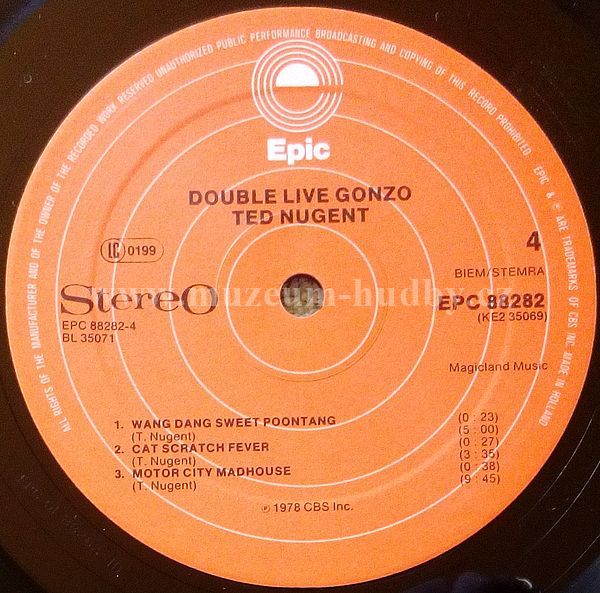 ALL RIGHTS OF THE MANUFACTURER AND OF THE OWNER OF THE RECORDED WORK RESERVED UNAUTHORIZED PUBLIC PERFORMANCE BROADCASTING AND COPYING OF THIS RECORD PROHIBITED. EPIC & ℗ ARE TRADEMARKS OF CBS INC. MADE IN HOLLAND
Epic
DOUBLE LIVE GONZO
TED NUGENT
LC 0199
4
BIEM/STEMRA
Stereo
EPC 88282
(KE2 35069)
EPC 88282-4
BL 35071
www.muzeum-hudby.cz
Magicland Music
1. WANG DANG SWEET POONTANG (0:23)
(T. Nugent) (5:00)
2. CAT SCRATCH FEVER (0:27)
(T. Nugent) (3:35)
3. MOTOR CITY MADHOUSE (0:38)
(T. Nugent) (9:45)
℗ 1978 CBS Inc.